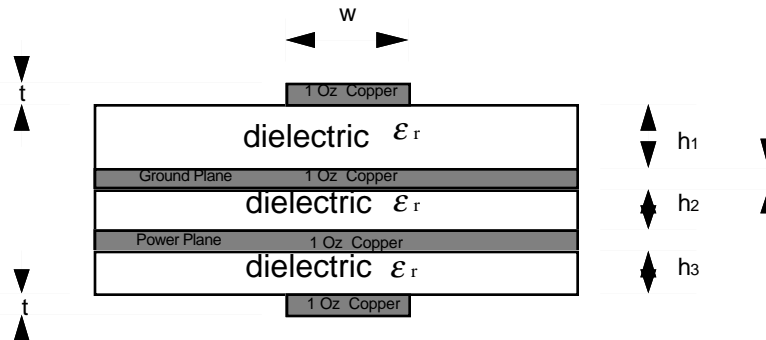 w
t
1 Oz Copper
dielectric εr
h1
Ground Plane 1 Oz Copper
dielectric εr
h2
Power Plane 1 Oz Copper
dielectric εr
h3
t
1 Oz Copper